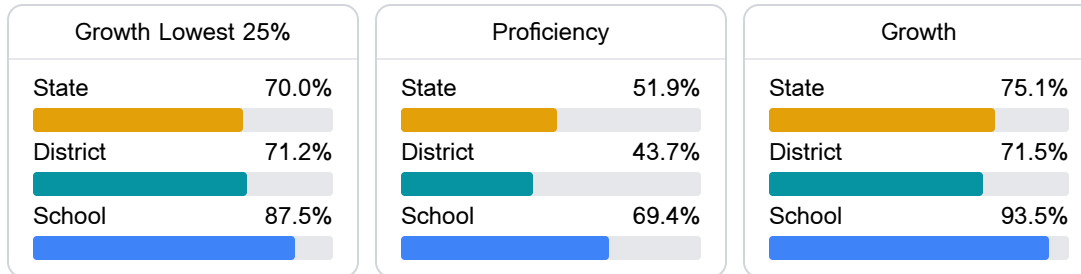 Growth Lowest 25%
State 70.0%
District 71.2%
School 87.5%
Proficiency
State 51.9%
District 43.7%
School 69.4%
Growth
State 75.1%
District 71.5%
School 93.5%